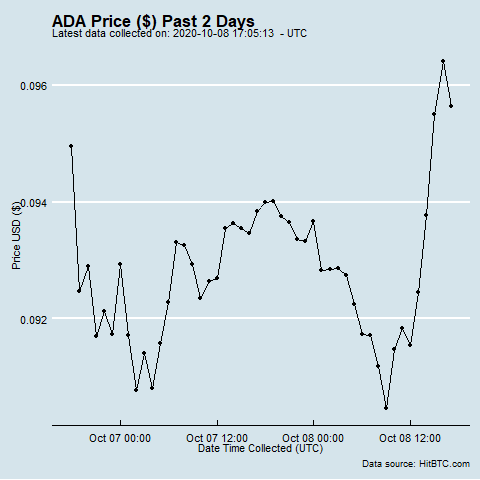 ADA Price ($) Past 2 Days
Latest data collected on: 2020-10-08 17:05:13 - UTC
0.096
0.094
0.092
Price USD ($)
Oct 07 00:00
Oct 07 12:00
Oct 08 00:00
Oct 08 12:00
Date Time Collected (UTC)
Data source: HitBTC.com